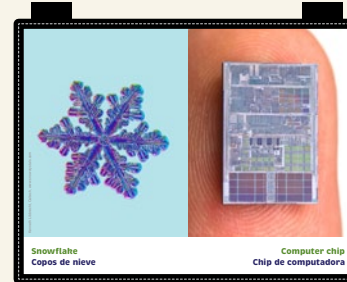 Snowflake
Copos de nieve
Computer chip
Chip de computadora